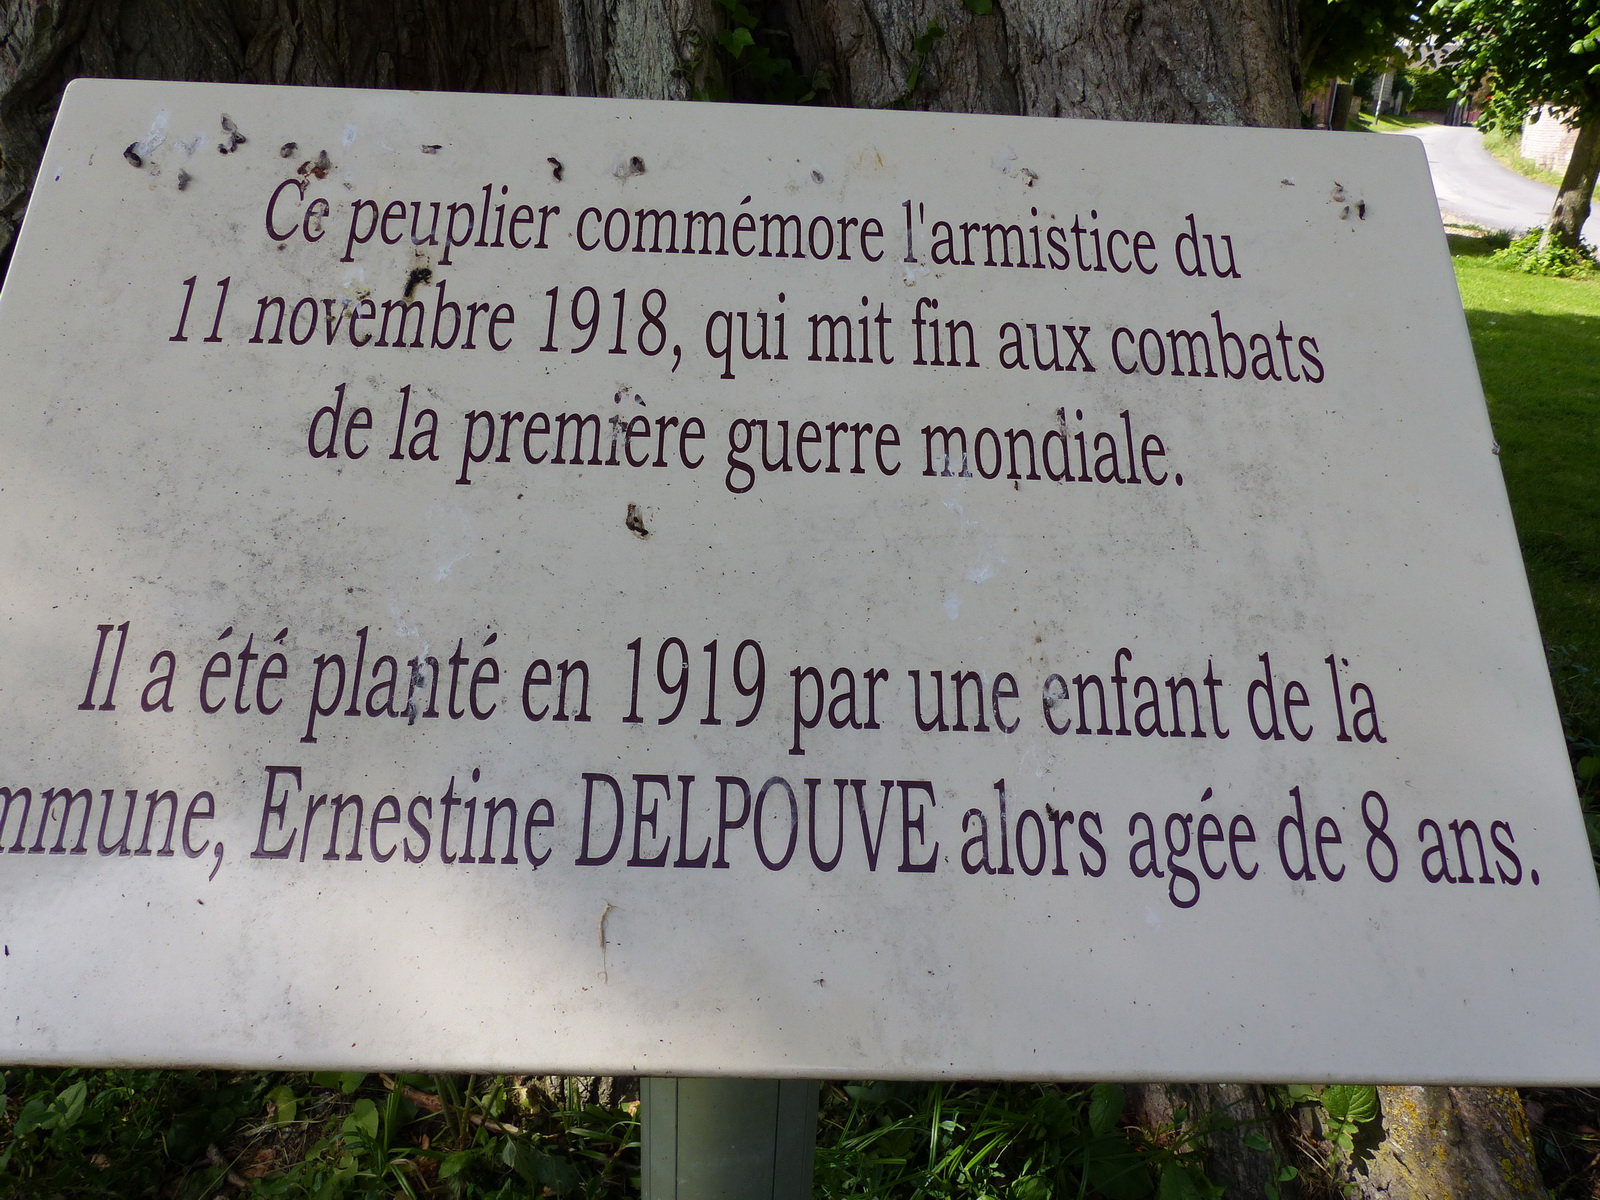 Ce peuplier commémore l'armistice du
11 novembre 1918, qui mit fin aux combats
de la première guerre mondiale.
Il a été planté en 1919 par une enfant de la
mmune, Ernestine DELPOUVE alors agée de 8 ans.